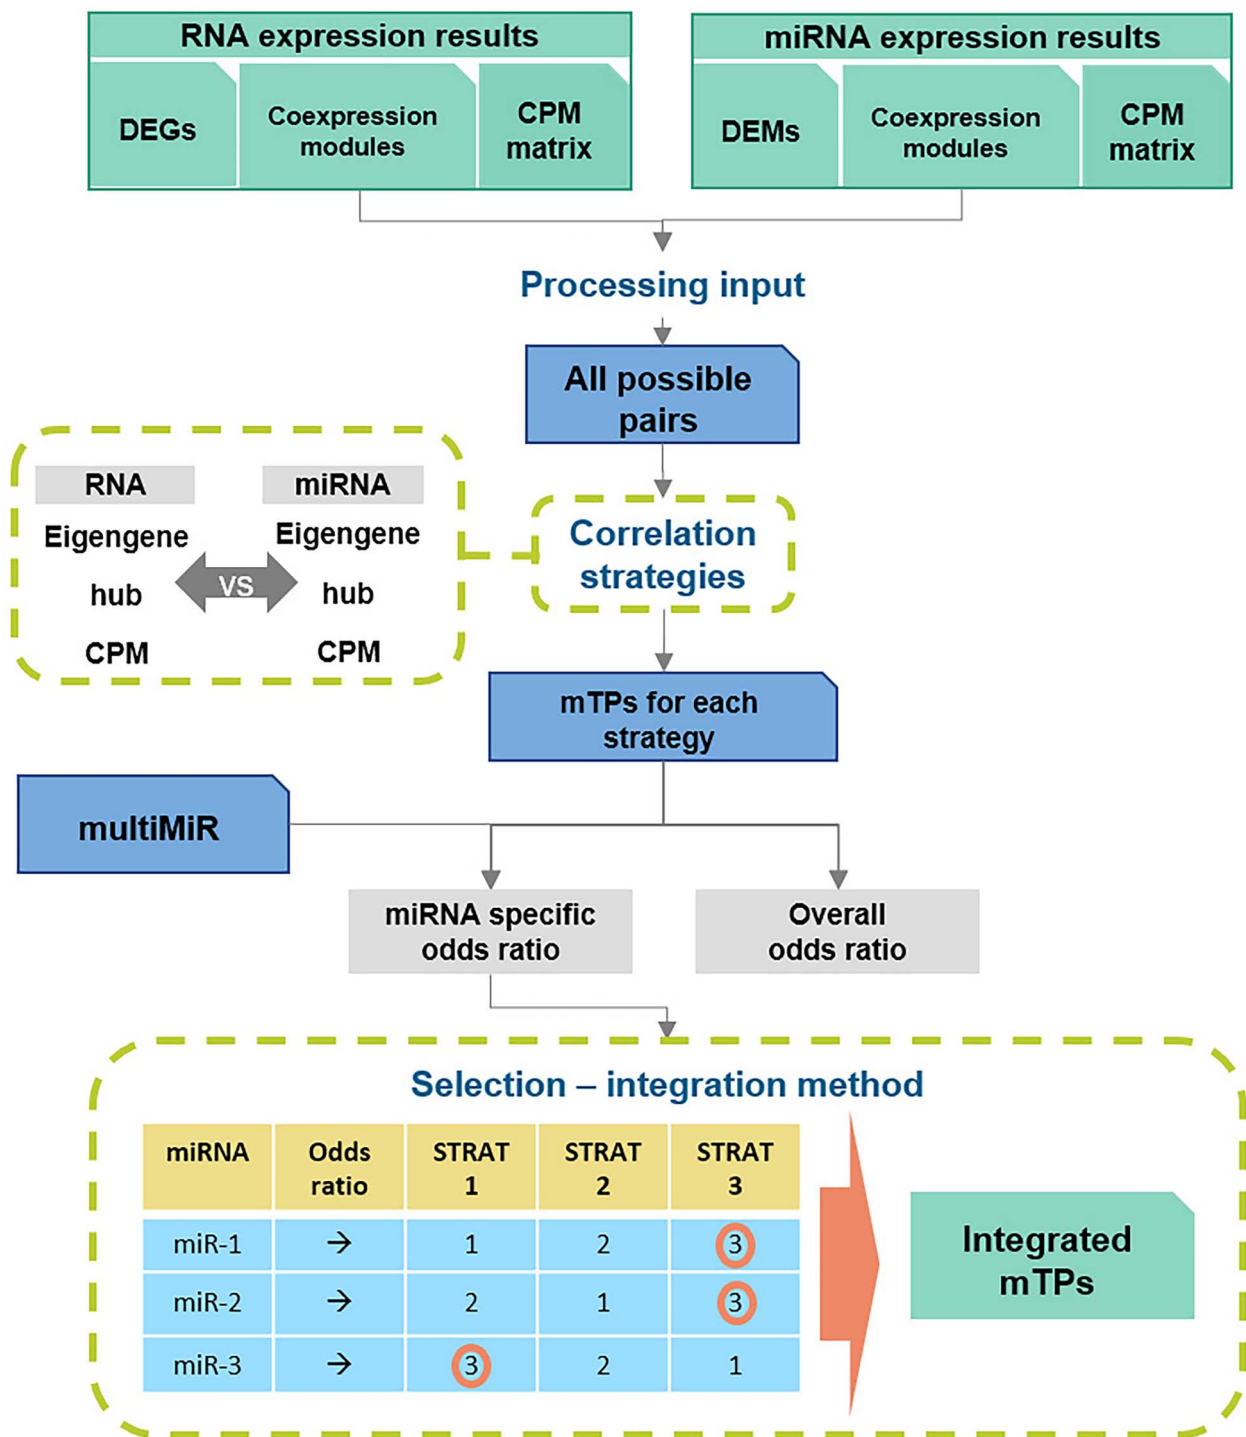 RNA expression results
DEGs
Coexpression
modules
CPM
matrix
miRNA expression results
DEMs
Coexpression
modules
CPM
matrix
Processing input
All possible
pairs
RNA
miRNA
Eigengene
Eigengene
hub
VS
hub
CPM
CPM
Correlation
strategies
mTPs for each
strategy
multiMiR
miRNA specific
odds ratio
Overall
odds ratio
Selection – integration method
miRNA
Odds
ratio
STRAT
1
STRAT
2
STRAT
3
miR-1 → 1 2 3
miR-2 → 2 1 3
miR-3 → 3 2 1
Integrated
mTPs